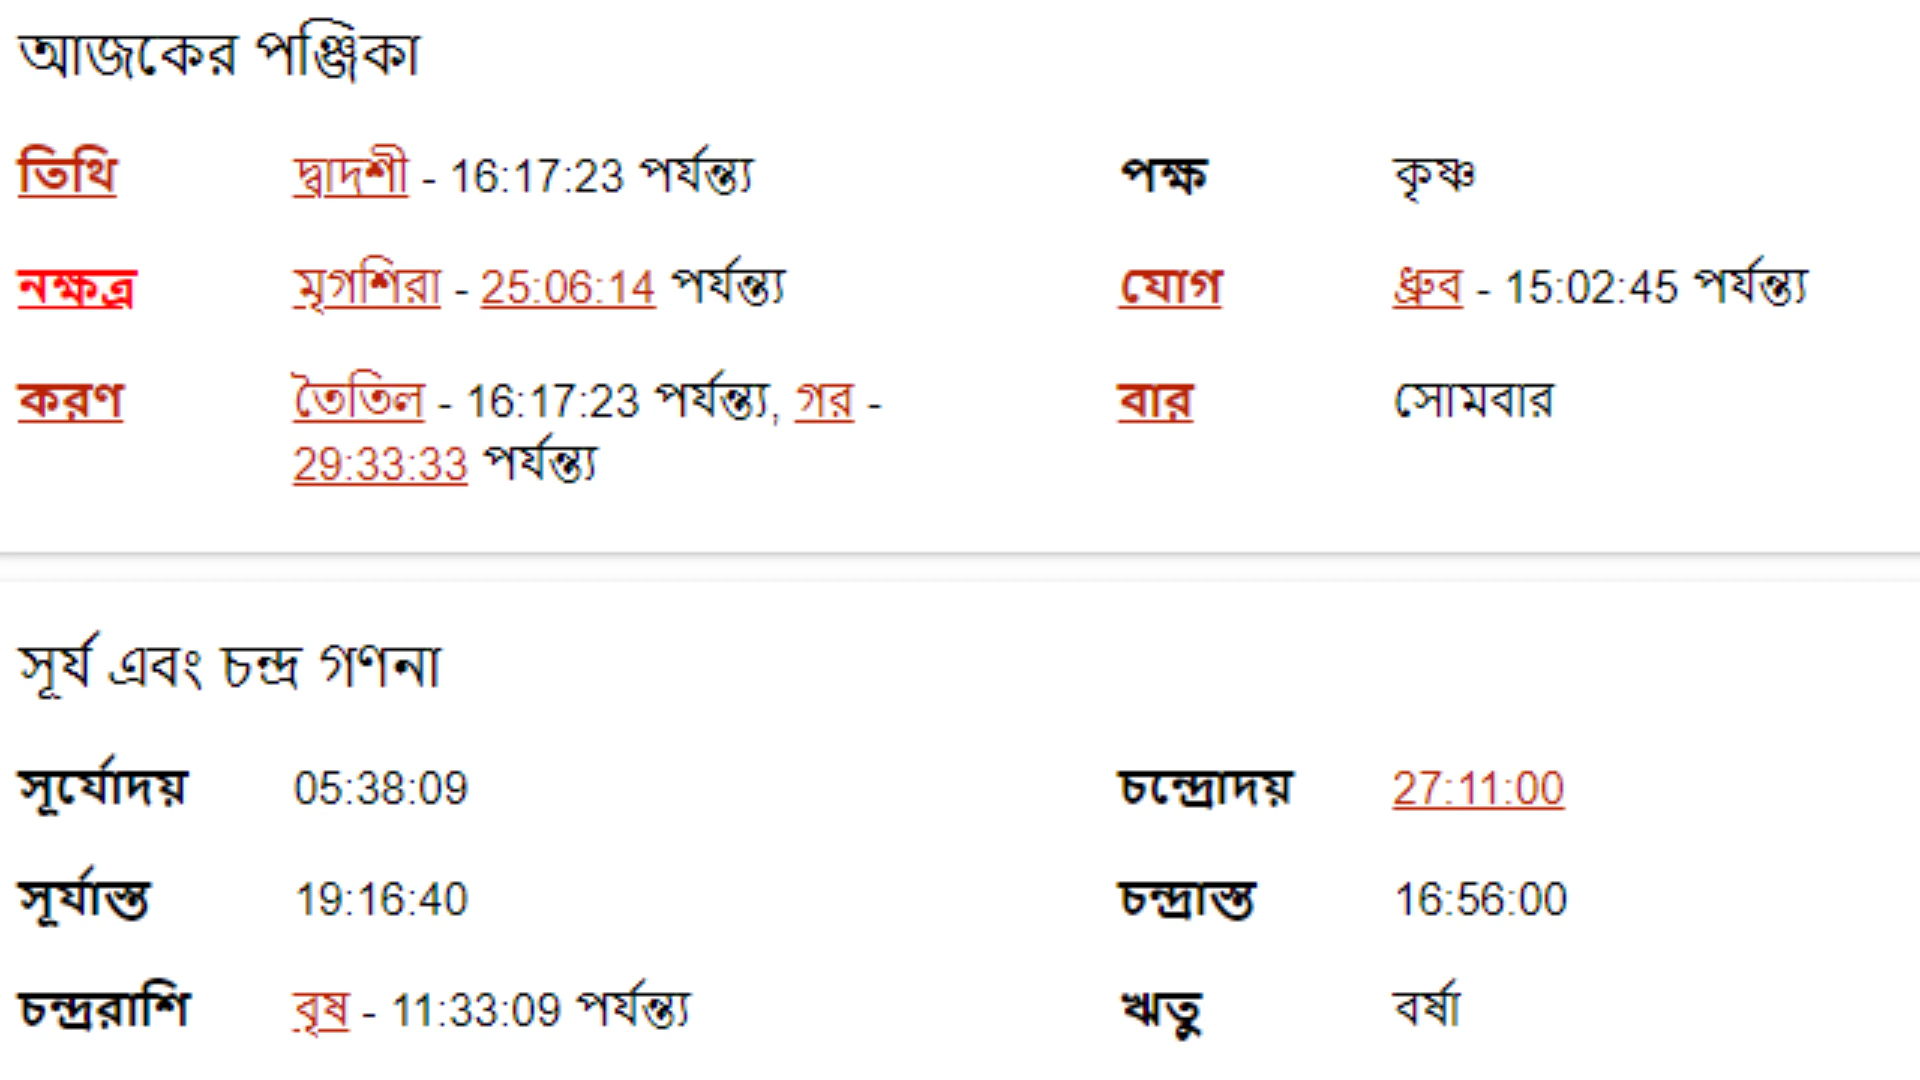 আজকের পঞ্জিকা
তিথি দ্বাদশী - 16:17:23 পর্যন্ত্য পক্ষ কৃষ্ণ
নক্ষত্র মৃগশিরা - 25:06:14 পর্যন্ত্য যোগ ধ্রুব - 15:02:45 পর্যন্ত্য
করণ তৈতিল - 16:17:23 পর্যন্ত্য, গর - বার সোমবার
29:33:33 পর্যন্ত্য
সূর্য এবং চন্দ্র গণনা
সূর্যোদয় 05:38:09 চন্দ্রোদয় 27:11:00
সূর্যাস্ত 19:16:40 চন্দ্রাস্ত 16:56:00
চন্দ্ররাশি বৃষ - 11:33:09 পর্যন্ত্য ঋতু বর্ষা